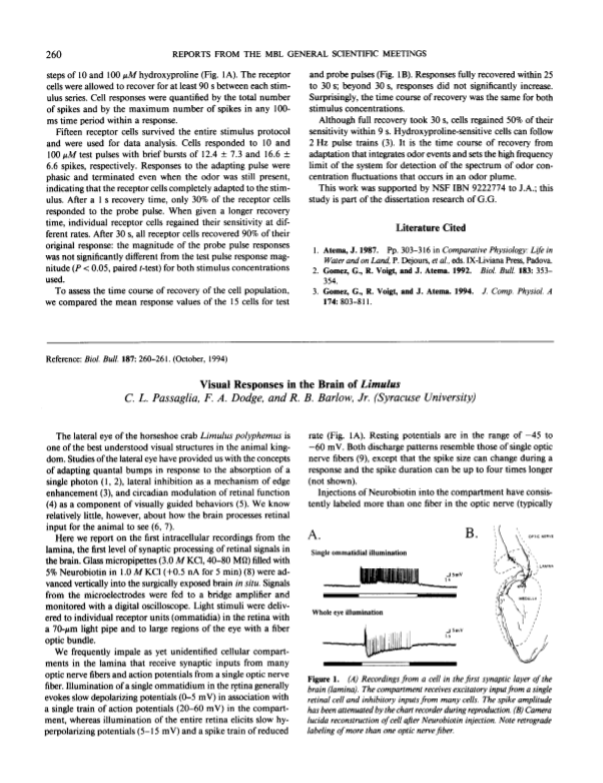 260
REPORTS FROM THE MBL GENERAL SCIENTIFIC MEETINGS
steps of 10 and 100 μM hydroxyproline (Fig. 1A). The receptor
cells were allowed to recover for at least 90 s between each stim-
ulus series. Cell responses were quantified by the total number
of spikes and by the maximum number of spikes in any 100-
ms time period within a response.
Fifteen receptor cells survived the entire stimulus protocol
and were used for data analysis. Cells responded to 10 and
100 μM test pulses with brief bursts of 12.4 ± 7.3 and 16.6 ±
6.6 spikes, respectively. Responses to the adapting pulse were
phasic and terminated even when the odor was still present,
indicating that the receptor cells completely adapted to the stim-
ulus. After a 1 s recovery time, only 30% of the receptor cells
responded to the probe pulse. When given a longer recovery
time, individual receptor cells regained their sensitivity at dif-
ferent rates. After 30 s, all receptor cells recovered 90% of their
original response: the magnitude of the probe pulse responses
was not significantly different from the test pulse response mag-
nitude (P < 0.05, paired t-test) for both stimulus concentrations
used.
To assess the time course of recovery of the cell population,
we compared the mean response values of the 15 cells for test
and probe pulses (Fig. 1B). Responses fully recovered within 25
to 30 s; beyond 30 s, responses did not significantly increase.
Surprisingly, the time course of recovery was the same for both
stimulus concentrations.
Although full recovery took 30 s, cells regained 50% of their
sensitivity within 9 s. Hydroxyproline-sensitive cells can follow
2 Hz pulse trains (3). It is the time course of recovery from
adaptation that integrates odor events and sets the high frequency
limit of the system for detection of the spectrum of odor con-
centration fluctuations that occurs in an odor plume.
This work was supported by NSF IBN 9222774 to J.A.; this
study is part of the dissertation research of G.G.
Literature Cited
1. Atema, J. 1987. Pp. 303–316 in Comparative Physiology: Life in
Water and on Land, P. Dejours, et al., eds. IX-Liviana Press, Padova.
2. Gomez, G., R. Voigt, and J. Atema. 1992. Biol. Bull. 183: 353–
354.
3. Gomez, G., R. Voigt, and J. Atema. 1994. J. Comp. Physiol. A
174: 803–811.
Reference: Biol. Bull. 187: 260–261. (October, 1994)
Visual Responses in the Brain of Limulus
C. L. Passaglia, F. A. Dodge, and R. B. Barlow, Jr. (Syracuse University)
The lateral eye of the horseshoe crab Limulus polyphemus is
one of the best understood visual structures in the animal king-
dom. Studies of the lateral eye have provided us with the concepts
of adapting quantal bumps in response to the absorption of a
single photon (1, 2), lateral inhibition as a mechanism of edge
enhancement (3), and circadian modulation of retinal function
(4) as a component of visually guided behaviors (5). We know
relatively little, however, about how the brain processes retinal
input for the animal to see (6, 7).
Here we report on the first intracellular recordings from the
lamina, the first level of synaptic processing of retinal signals in
the brain. Glass micropipettes (3.0 M KCl, 40–80 MΩ) filled with
5% Neurobiotin in 1.0 M KCl (+0.5 nA for 5 min) (8) were ad-
vanced vertically into the surgically exposed brain in situ. Signals
from the microelectrodes were fed to a bridge amplifier and
monitored with a digital oscilloscope. Light stimuli were deliv-
ered to individual receptor units (ommatidia) in the retina with
a 70-μm light pipe and to large regions of the eye with a fiber
optic bundle.
We frequently impale as yet unidentified cellular compart-
ments in the lamina that receive synaptic inputs from many
optic nerve fibers and action potentials from a single optic nerve
fiber. Illumination of a single ommatidium in the retina generally
evokes slow depolarizing potentials (0–5 mV) in association with
a single train of action potentials (20–60 mV) in the compart-
ment, whereas illumination of the entire retina elicits slow hy-
perpolarizing potentials (5–15 mV) and a spike train of reduced
rate (Fig. 1A). Resting potentials are in the range of −45 to
−60 mV. Both discharge patterns resemble those of single optic
nerve fibers (9), except that the spike size can change during a
response and the spike duration can be up to four times longer
(not shown).
Injections of Neurobiotin into the compartment have consis-
tently labeled more than one fiber in the optic nerve (typically
A.
B.
Single ommatidial illumination
Whole eye illumination
Figure 1. (A) Recordings from a cell in the first synaptic layer of the
brain (lamina). The compartment receives excitatory input from a single
retinal cell and inhibitory inputs from many cells. The spike amplitude
has been attenuated by the chart recorder during reproduction. (B) Camera
lucida reconstruction of cell after Neurobiotin injection. Note retrograde
labeling of more than one optic nerve fiber.